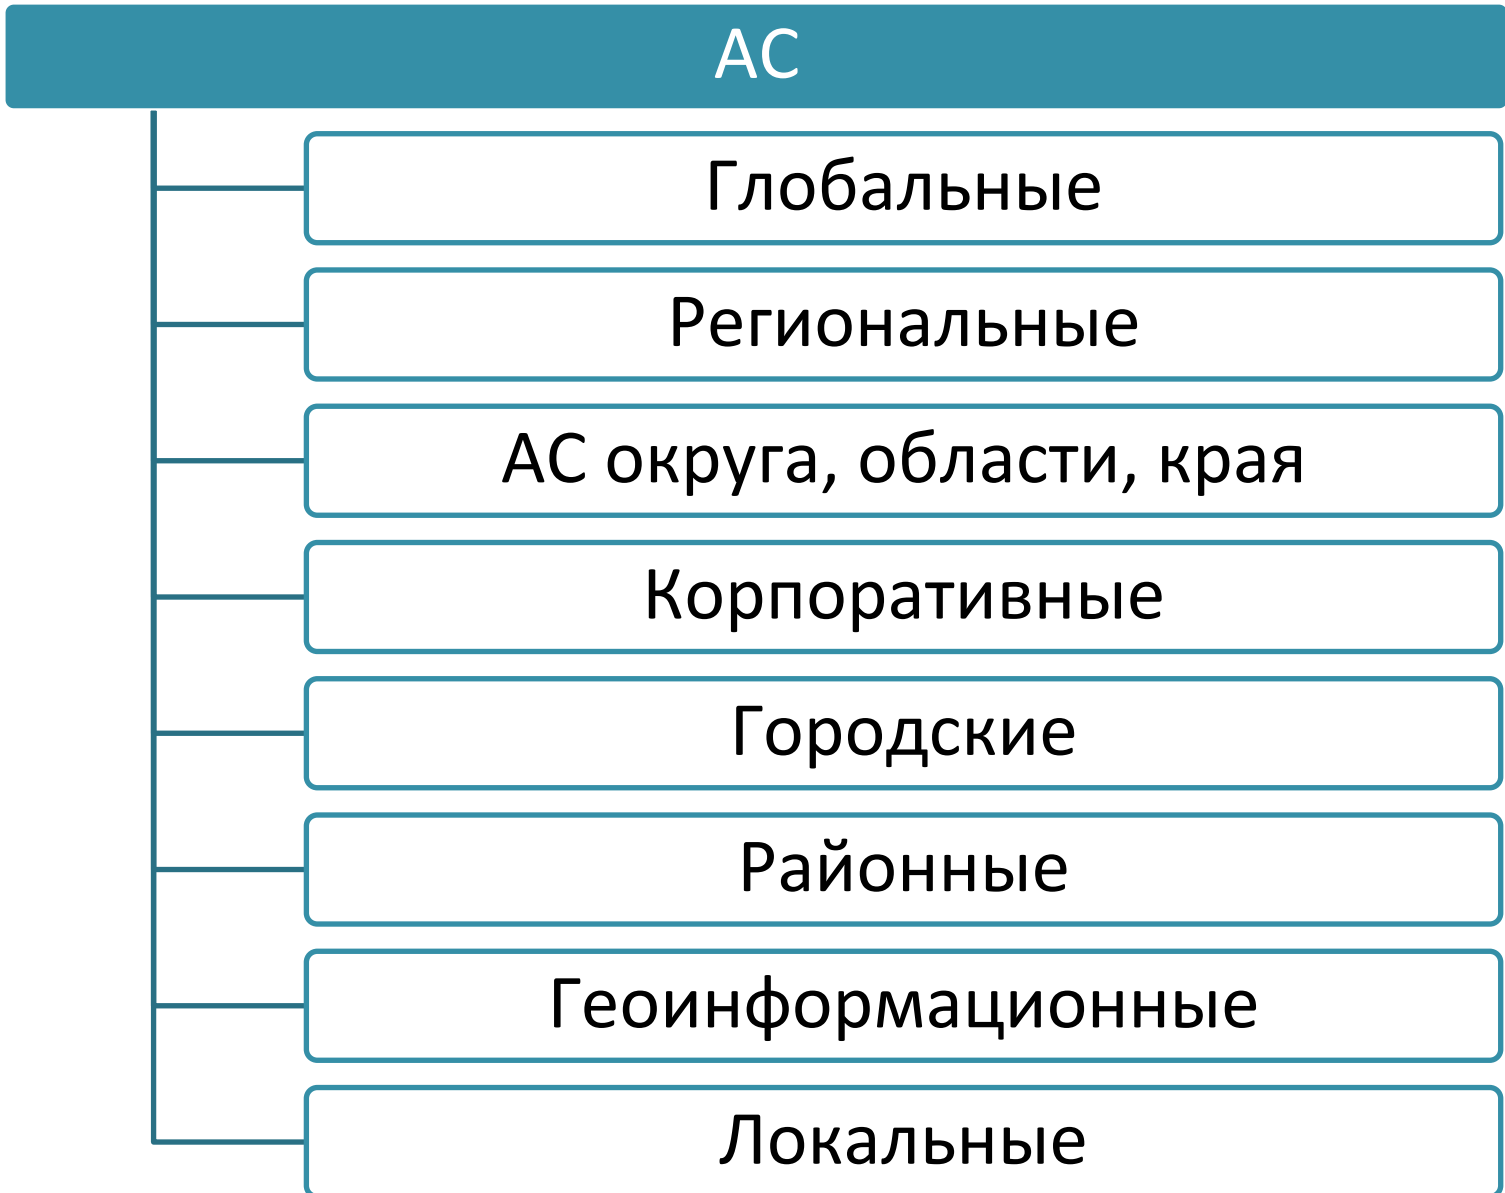 АС
Глобальные
Региональные
АС округа, области, края
Корпоративные
Городские
Районные
Геоинформационные
Локальные